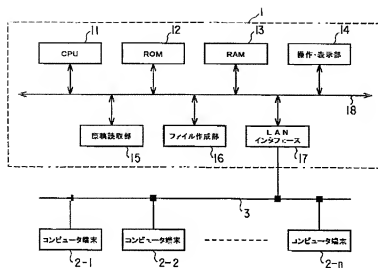 1
11
12
13
14
CPU
ROM
RAM
操作・表示部
18
原稿読取部
ファイル作成部
LAN
インタフェース
15
16
17
3
コンピュータ端末
コンピュータ端末
コンピュータ端末
2-1
2-2
2-n